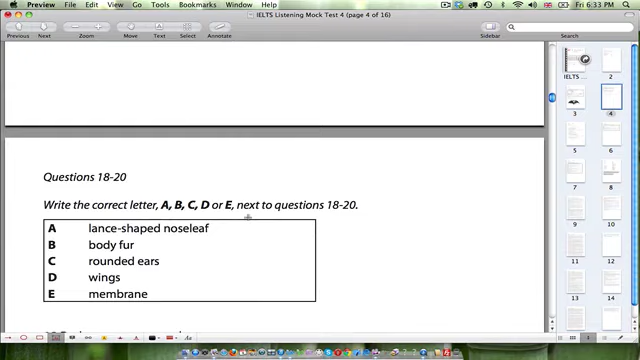 Preview File Edit View Go Tools Bookmarks Window Help Fri 6:33 PM
IELTS Listening Mock Test 4 (page 4 of 16)
Previous Next Zoom Move Text Select Annotate Sidebar Search
IELTS ... 2
3 4
5 6
7 8
9 10
11 12
13 14
Questions 18-20
Write the correct letter, A, B, C, D or E, next to questions 18-20.
A lance-shaped noseleaf
B body fur
C rounded ears
D wings
E membrane
Aa